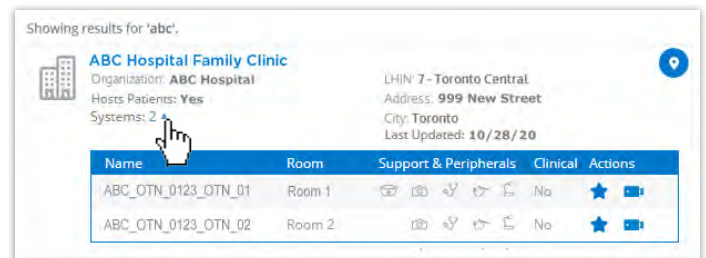 Showing results for 'abc'.
ABC Hospital Family Clinic
Organization: ABC Hospital
LHIN: 7 - Toronto Central
Hosts Patients: Yes
Address: 999 New Street
Systems: 2
City: Toronto
Last Updated: 10/28/20
Name Room Support & Peripherals Clinical Actions
ABC_OTN_0123_OTN_01 Room 1 No
ABC_OTN_0123_OTN_02 Room 2 No